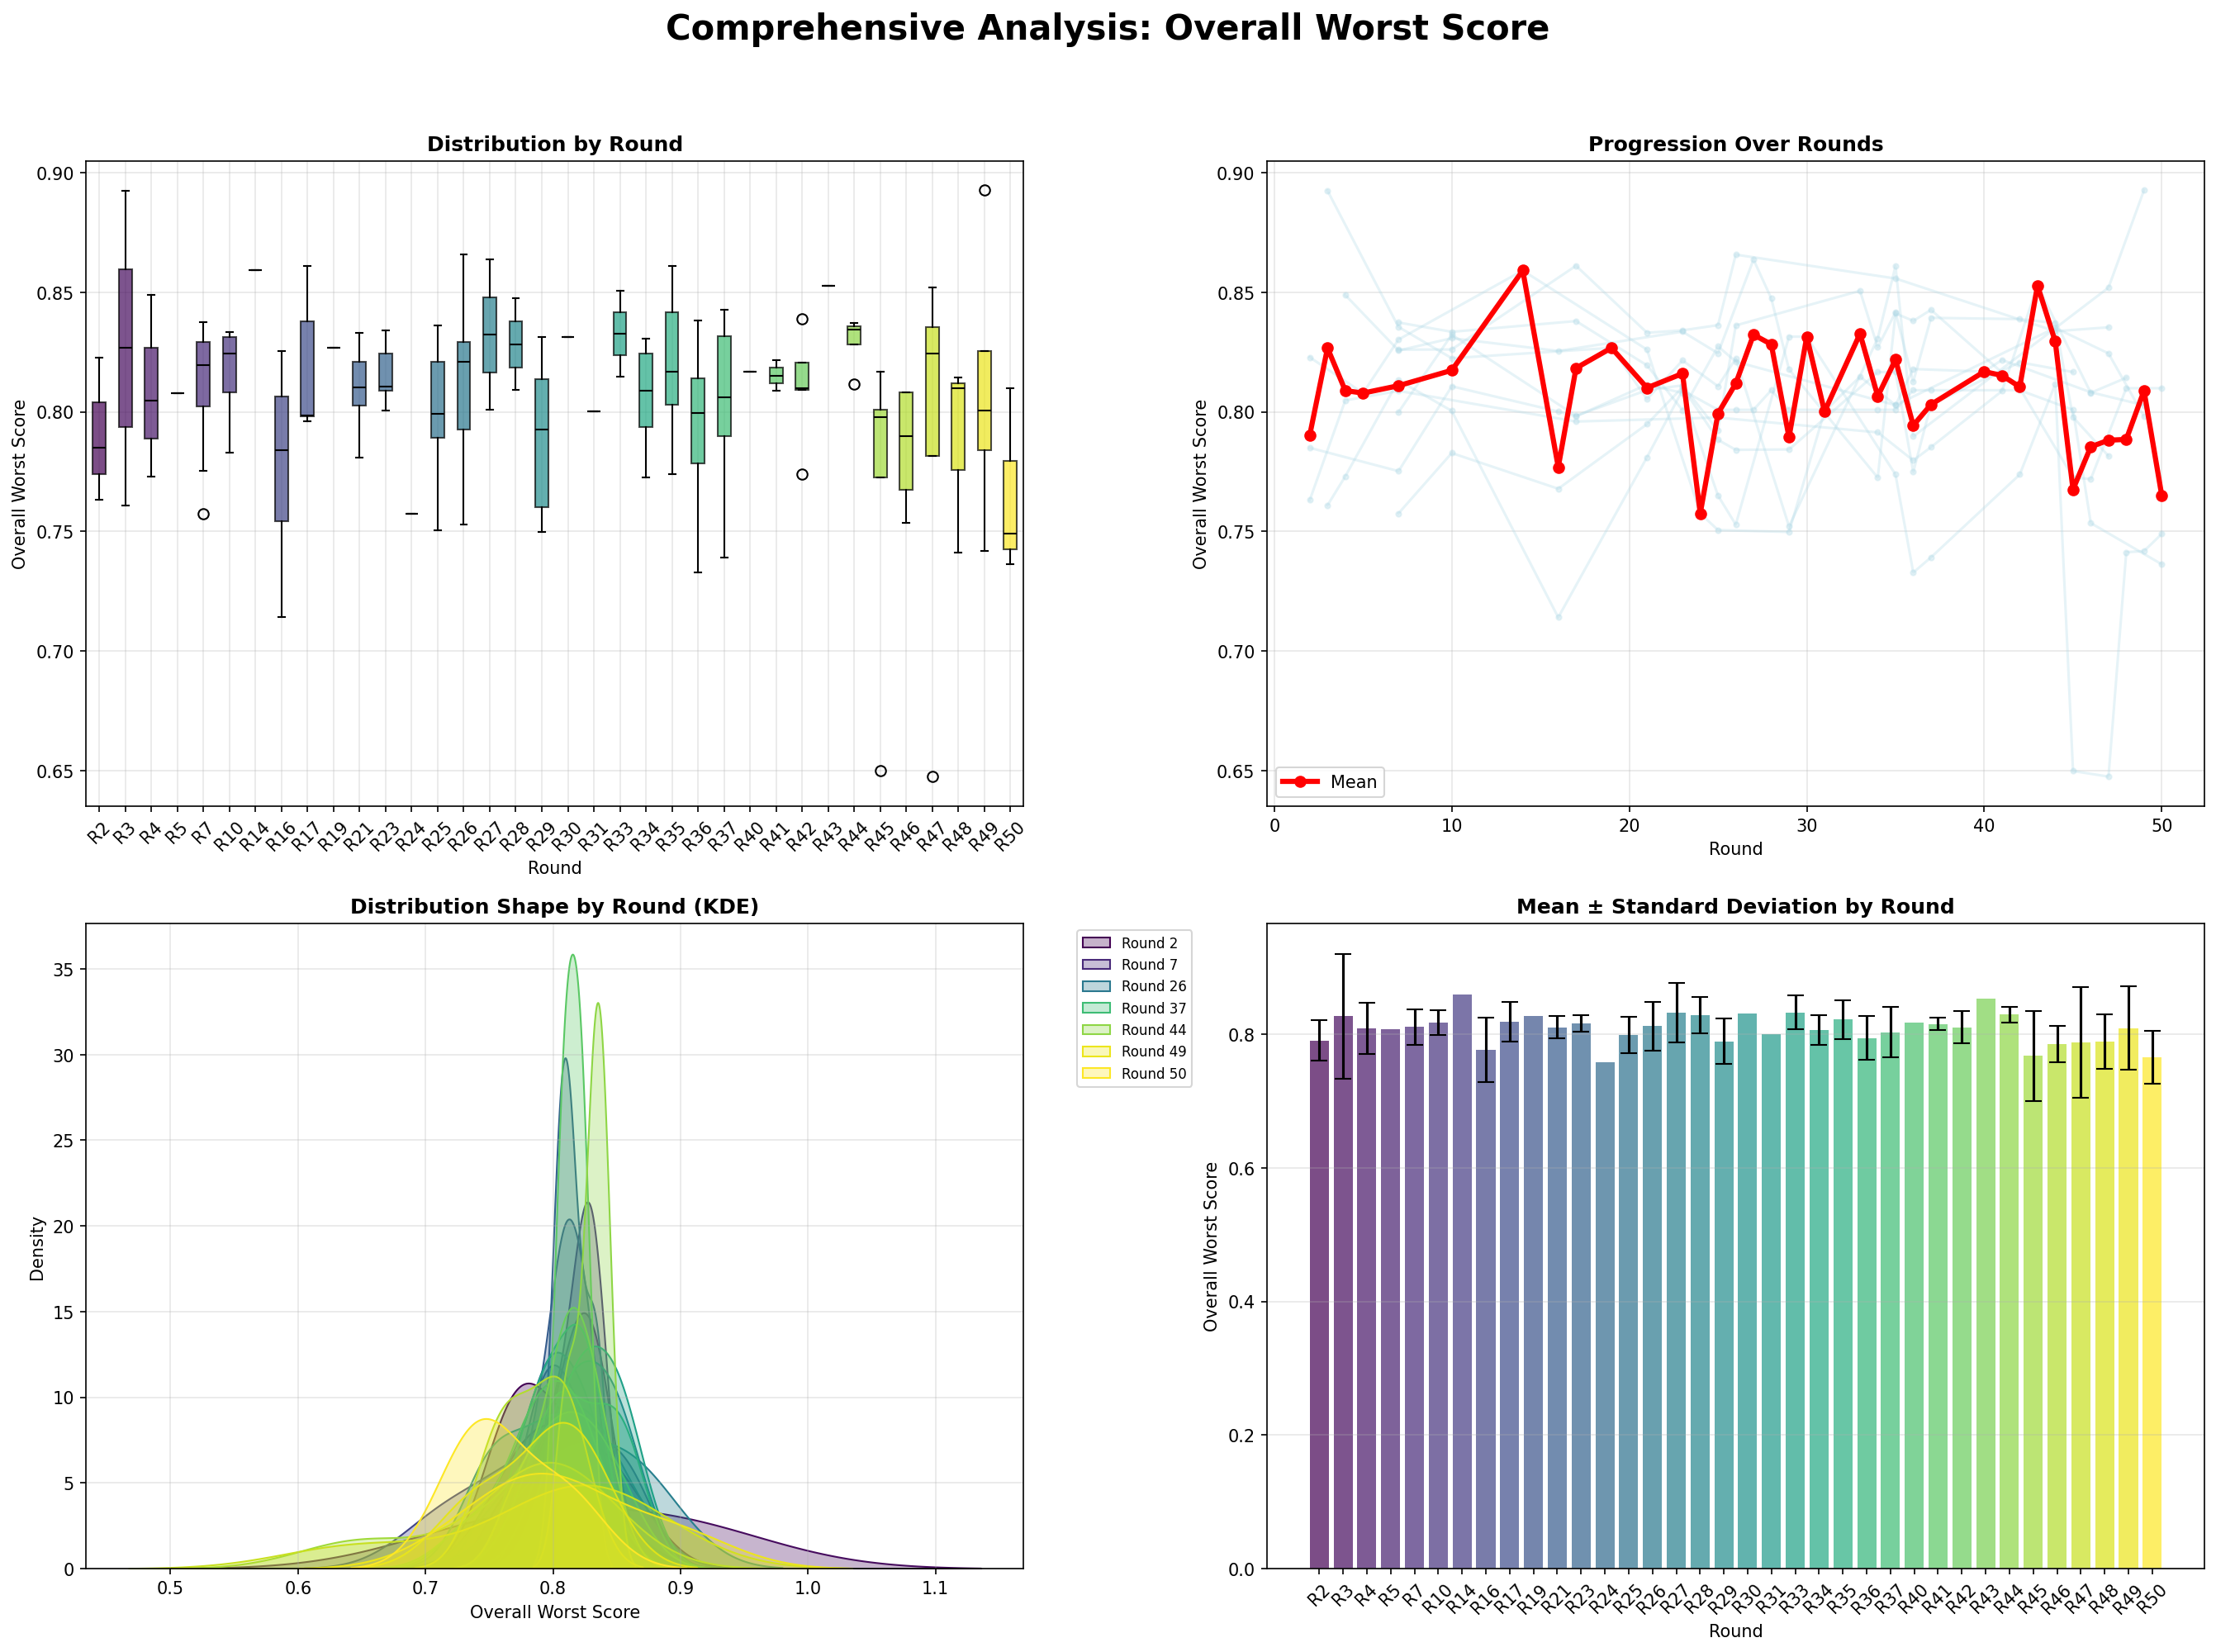 Comprehensive Analysis: Overall Worst Score
Distribution by Round
Overall Worst Score
0.90
0.85
0.80
0.75
0.70
0.65
R2 R3 R4 R5 R7 R10 R14 R16 R17 R19 R21 R23 R24 R25 R26 R27 R28 R29 R30 R31 R33 R34 R35 R36 R37 R40 R41 R42 R43 R44 R45 R46 R47 R48 R49 R50
Round
Progression Over Rounds
Overall Worst Score
0.90
0.85
0.80
0.75
0.70
0.65
Mean
0 10 20 30 40 50
Round
Distribution Shape by Round (KDE)
Density
35
30
25
20
15
10
5
0
0.5 0.6 0.7 0.8 0.9 1.0 1.1
Overall Worst Score
Round 2
Round 7
Round 26
Round 37
Round 44
Round 49
Round 50
Mean ± Standard Deviation by Round
Overall Worst Score
0.8
0.6
0.4
0.2
0.0
R2 R3 R4 R5 R7 R10 R14 R16 R17 R19 R21 R23 R24 R25 R26 R27 R28 R29 R30 R31 R33 R34 R35 R36 R37 R40 R41 R42 R43 R44 R45 R46 R47 R48 R49 R50
Round